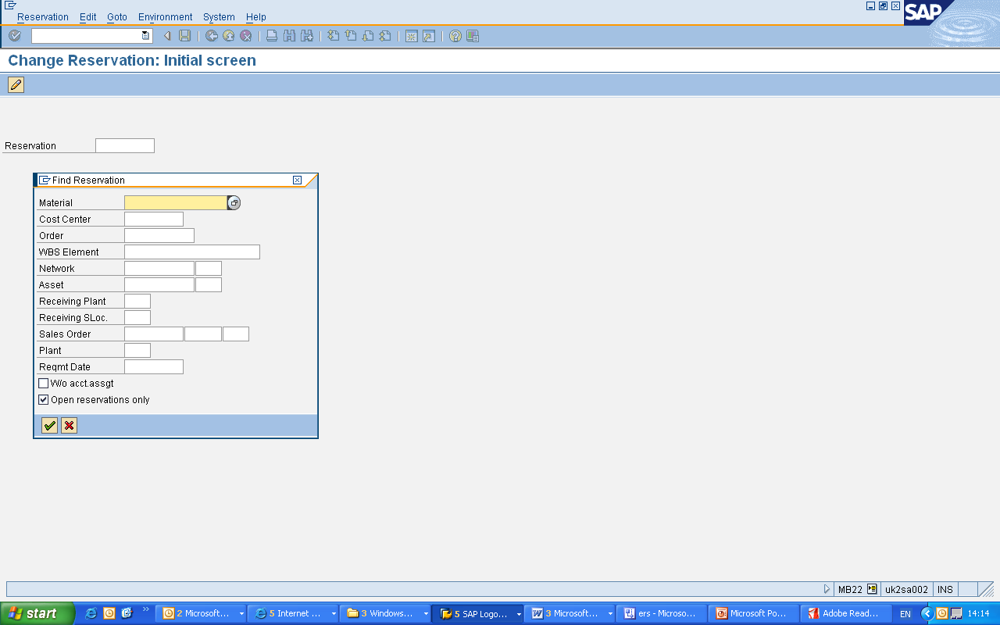 Reservation Edit Goto Environment System Help
SAP
Change Reservation: Initial screen
Reservation
Find Reservation
Material
Cost Center
Order
WBS Element
Network
Asset
Receiving Plant
Receiving SLoc.
Sales Order
Plant
Reqmt Date
W/o acct.assgt
Open reservations only
MB22 uk2sa002 INS
start 2 Microsoft... 5 Internet ... 3 Windows... 5 SAP Logo... 3 Microsoft... ers - Microso... Microsoft Po... Adobe Read... EN 14:14